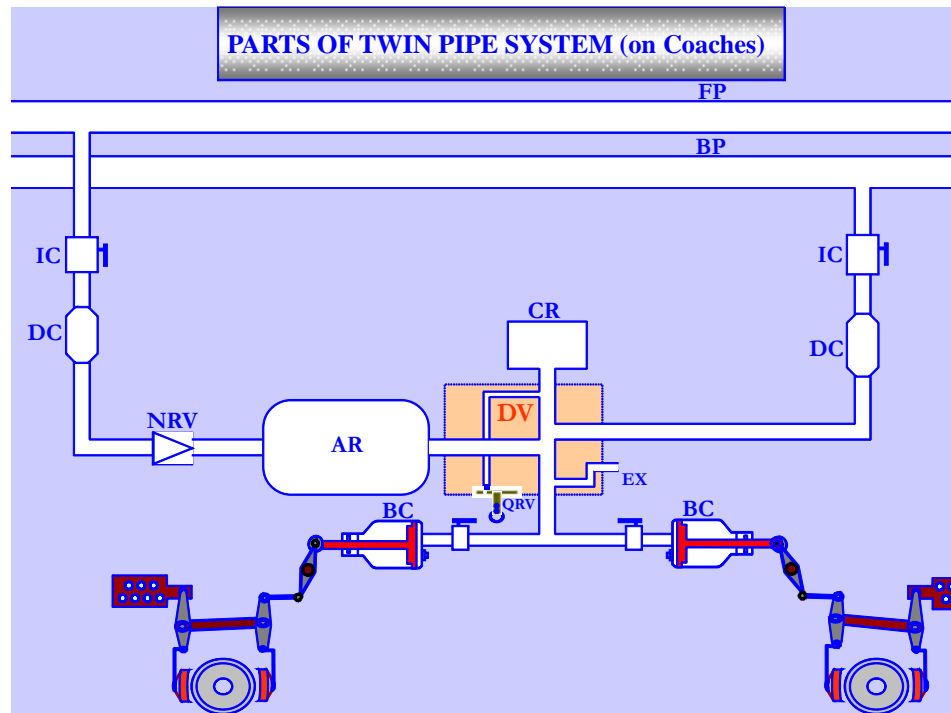 PARTS OF TWIN PIPE SYSTEM (on Coaches)
FP
BP
IC
IC
CR
DC
DC
NRV
DV
AR
EX
QRV
BC
BC